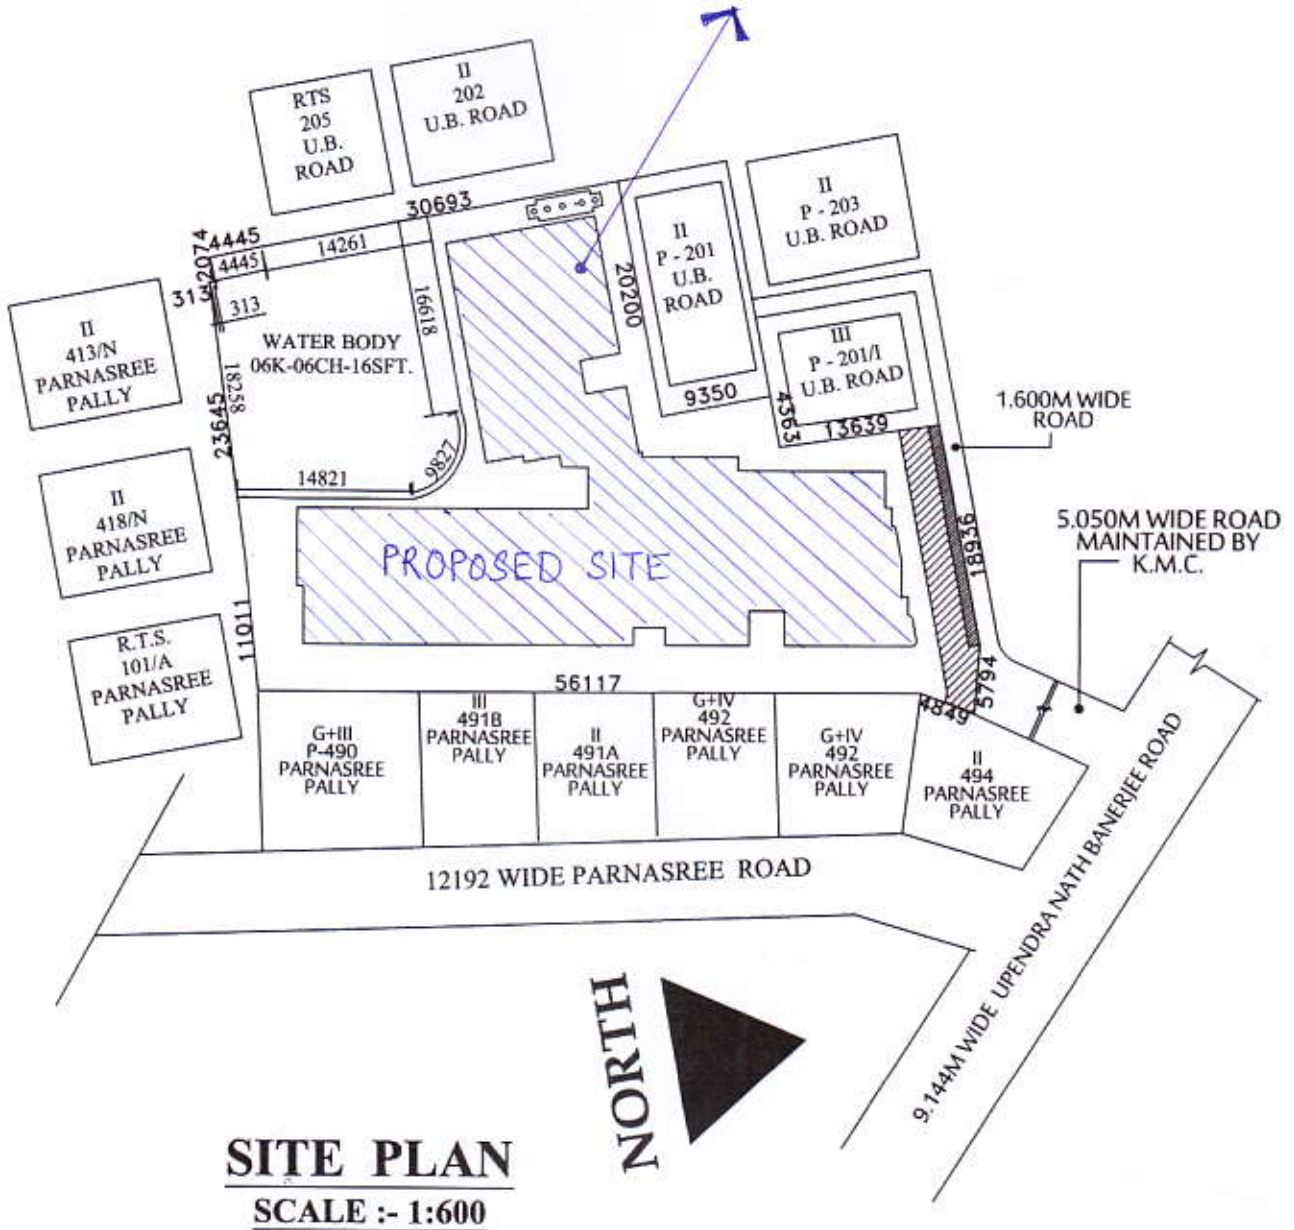 RTS
205
U.B.
ROAD
II
202
U.B. ROAD
II
P - 201
U.B.
ROAD
II
P - 203
U.B. ROAD
III
P - 201/I
U.B. ROAD
30693
4445
2074
4445
14261
313
313
16618
20200
WATER BODY
06K-06CH-16SFT.
18258
23645
9827
14821
9350
4363
13639
1.600M WIDE
ROAD
5.050M WIDE ROAD
MAINTAINED BY
K.M.C.
18936
II
413/N
PARNASREE
PALLY
II
418/N
PARNASREE
PALLY
R.T.S.
101/A
PARNASREE
PALLY
PROPOSED SITE
11011
56117
5794
4849
G+III
P-490
PARNASREE
PALLY
III
491B
PARNASREE
PALLY
II
491A
PARNASREE
PALLY
G+IV
492
PARNASREE
PALLY
G+IV
492
PARNASREE
PALLY
II
494
PARNASREE
PALLY
12192 WIDE PARNASREE ROAD
9.144M WIDE UPENDRA NATH BANERJEE ROAD
NORTH
SITE PLAN
SCALE :- 1:600